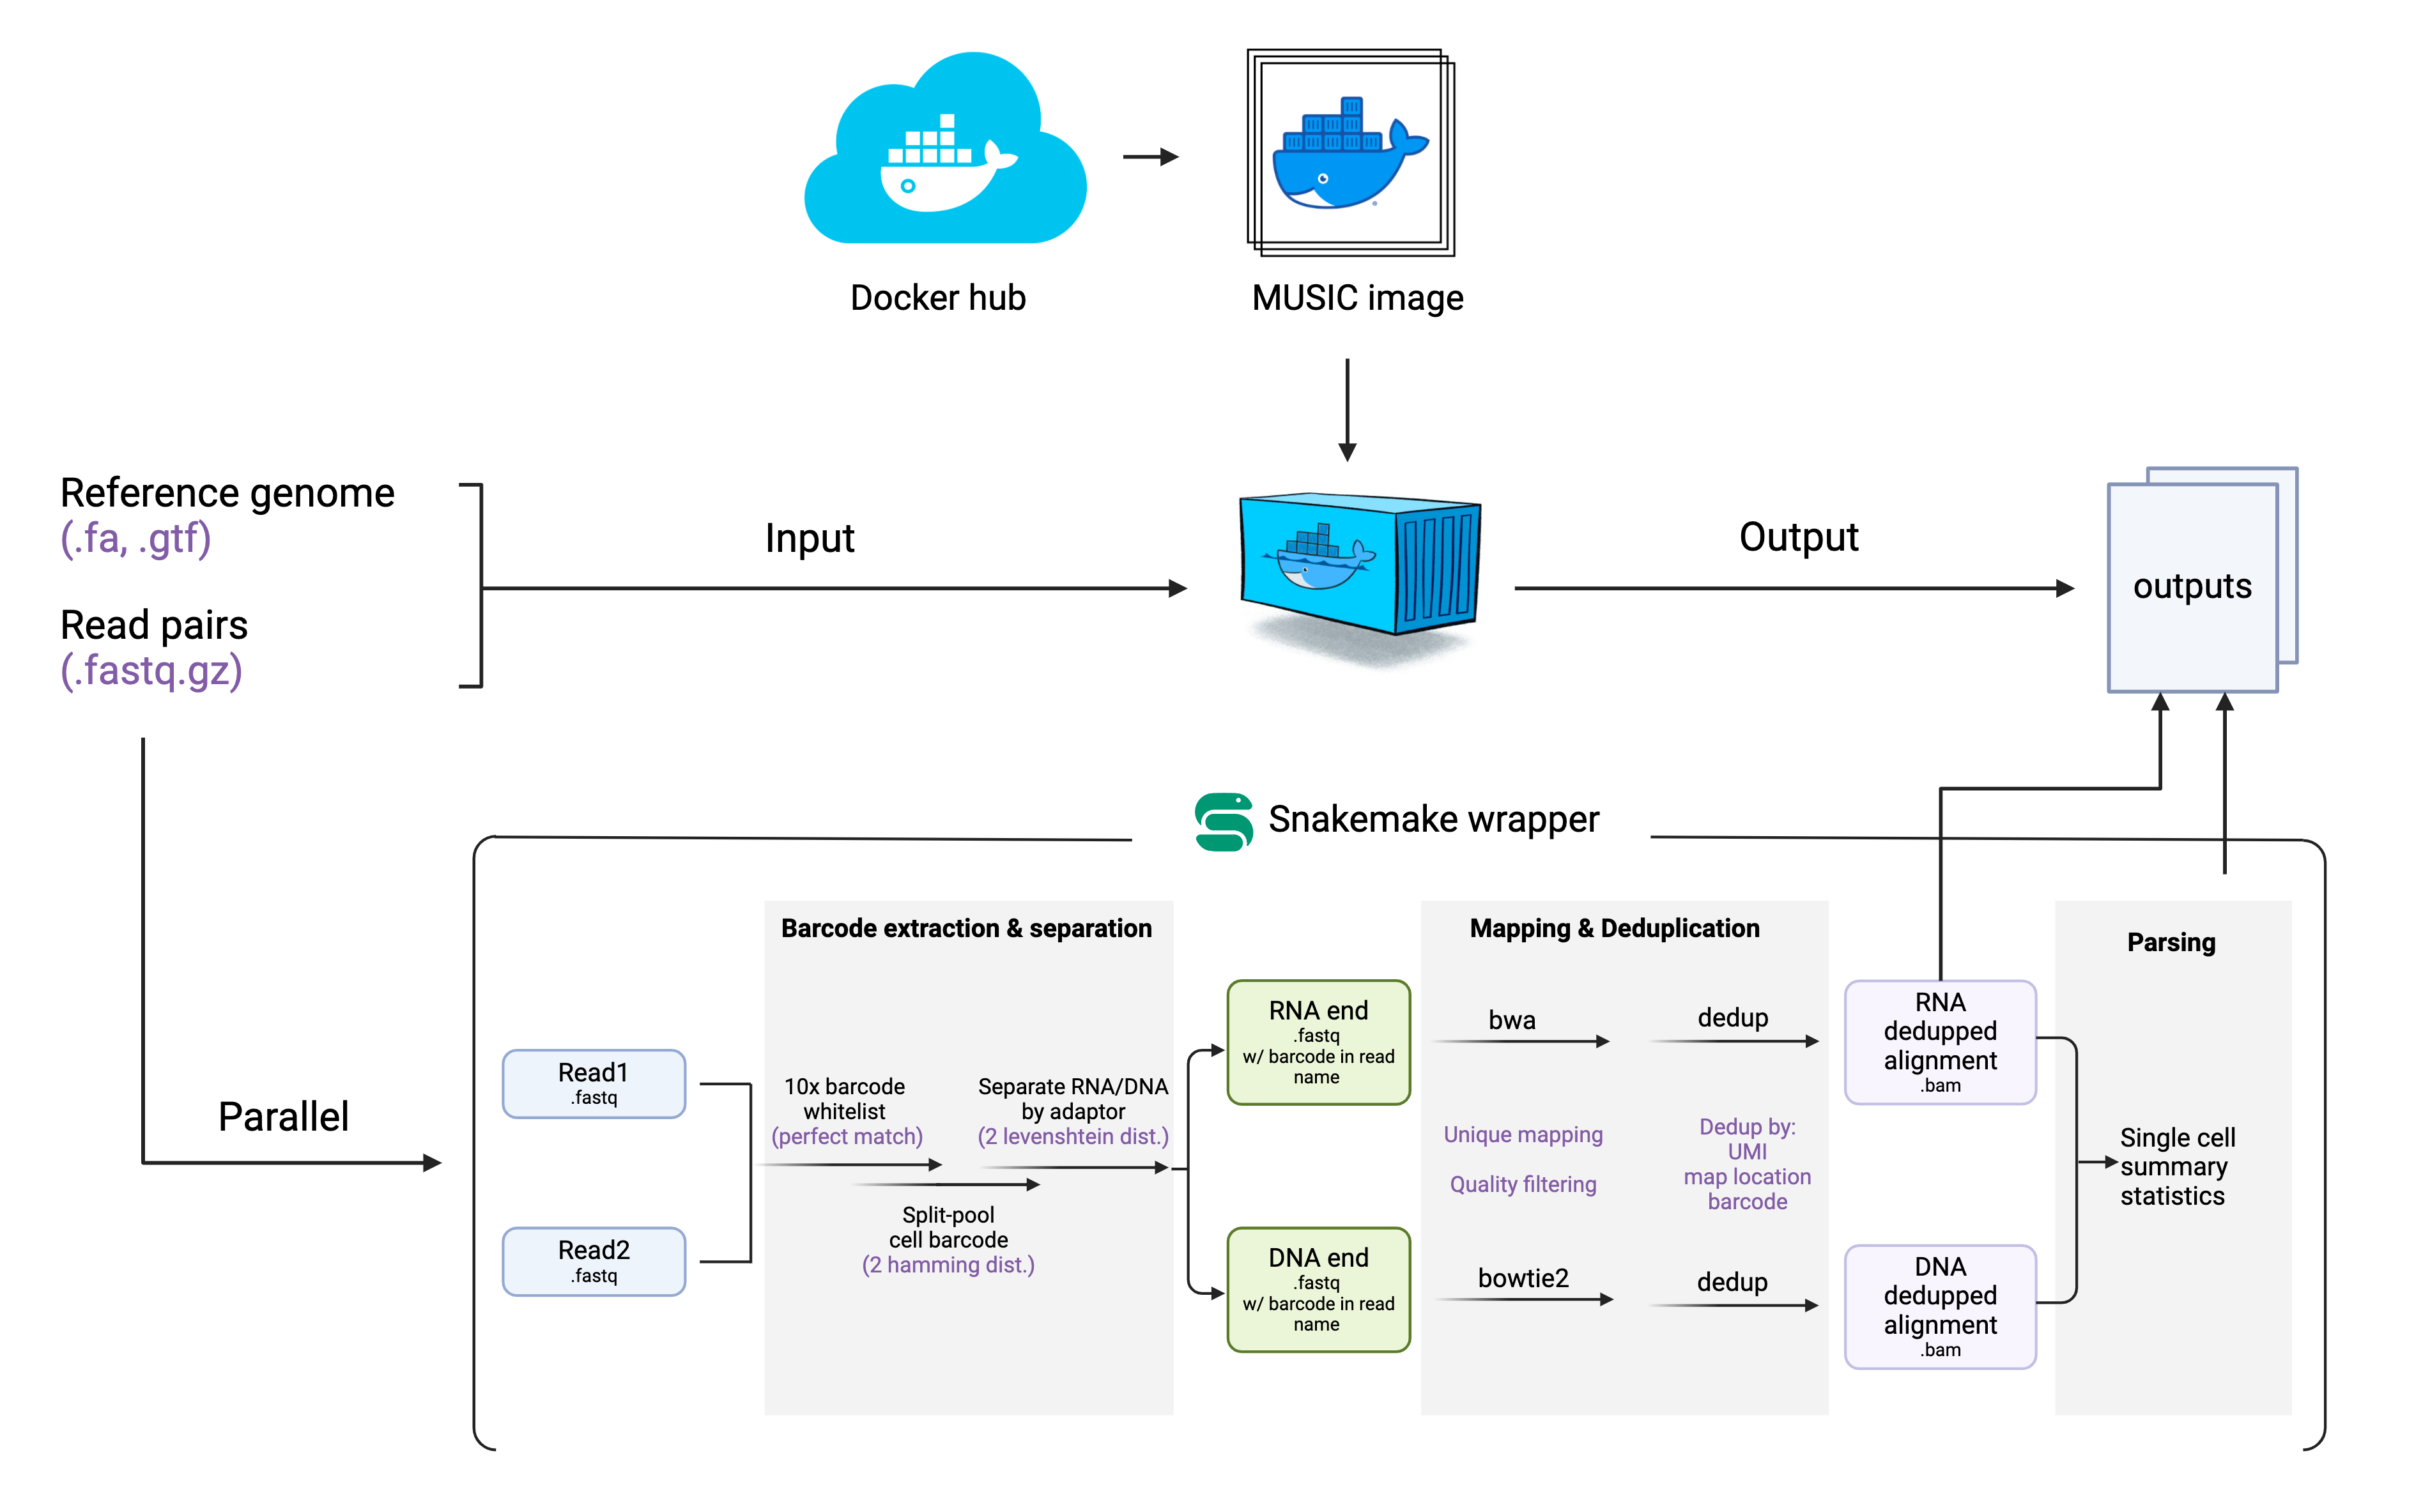 Docker hub
MUSIC image
Reference genome
(.fa, .gtf)
Read pairs
(.fastq.gz)
Input
Output
outputs
Snakemake wrapper
Parallel
Read1
.fastq
Read2
.fastq
Barcode extraction & separation
10x barcode
whitelist
(perfect match)
Separate RNA/DNA
by adaptor
(2 levenshtein dist.)
Split-pool
cell barcode
(2 hamming dist.)
RNA end
.fastq
w/ barcode in read
name
DNA end
.fastq
w/ barcode in read
name
Mapping & Deduplication
bwa
dedup
Unique mapping
Quality filtering
Dedup by:
UMI
map location
barcode
bowtie2
dedup
RNA
dedupped
alignment
.bam
DNA
dedupped
alignment
.bam
Parsing
Single cell
summary
statistics